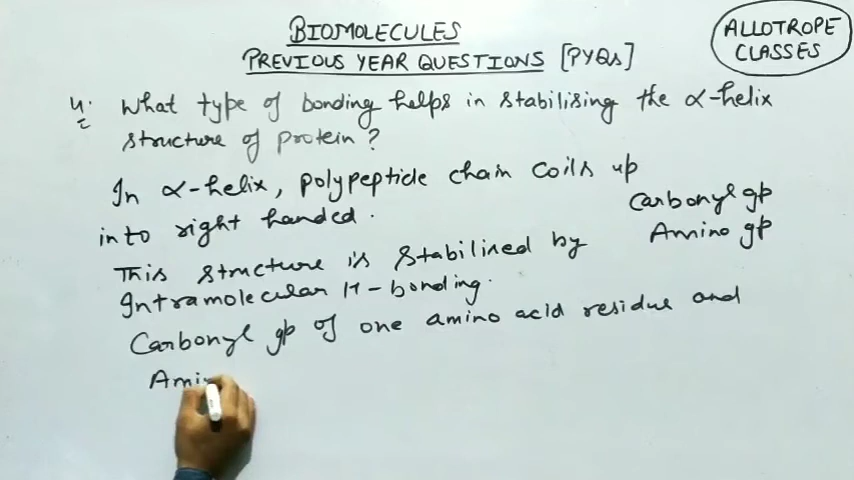 BIOMOLECULES
PREVIOUS YEAR QUESTIONS [PYQs]
ALLOTROPE
CLASSES
4. What type of bonding helps in stabilising the α-helix
structure of protein?
In α-helix, polypeptide chain coils up
into right handed.
Carbonyl gp
Amino gp
This structure is stabilised by
Intramolecular H-bonding.
Carbonyl gp of one amino acid residue and
Ami